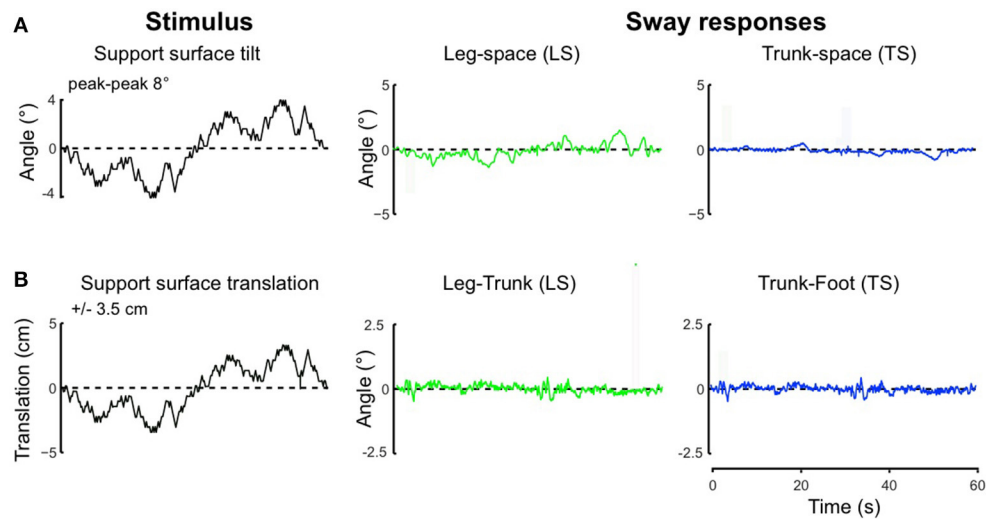 A
Stimulus
Sway responses
Support surface tilt
Leg-space (LS)
Trunk-space (TS)
peak-peak 8°
Angle (°)
4
0
-4
Angle (°)
5
0
−5
5
0
−5
B
Support surface translation
Leg-Trunk (LS)
Trunk-Foot (TS)
+/- 3.5 cm
Translation (cm)
5
0
−5
Angle (°)
2.5
0
-2.5
2.5
0
-2.5
0 20 40 60
Time (s)